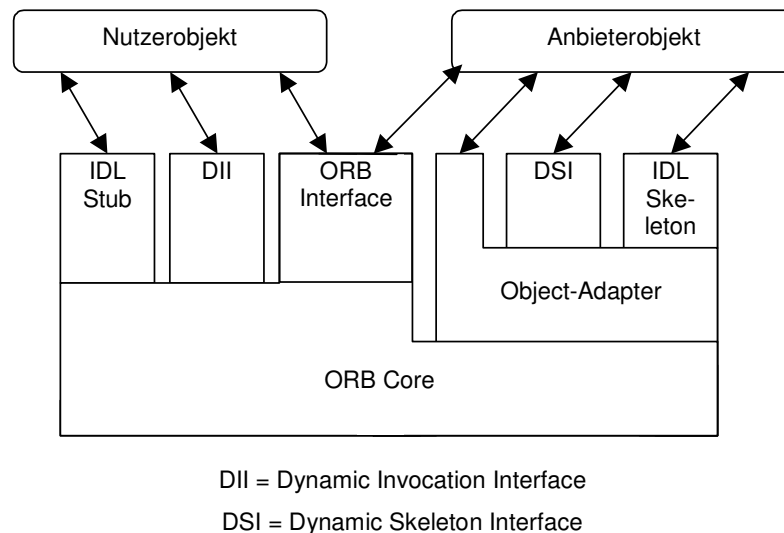 Nutzerobjekt
Anbieterobjekt
IDL
Stub
DII
ORB
Interface
DSI
IDL
Ske-
leton
Object-Adapter
ORB Core
DII = Dynamic Invocation Interface
DSI = Dynamic Skeleton Interface